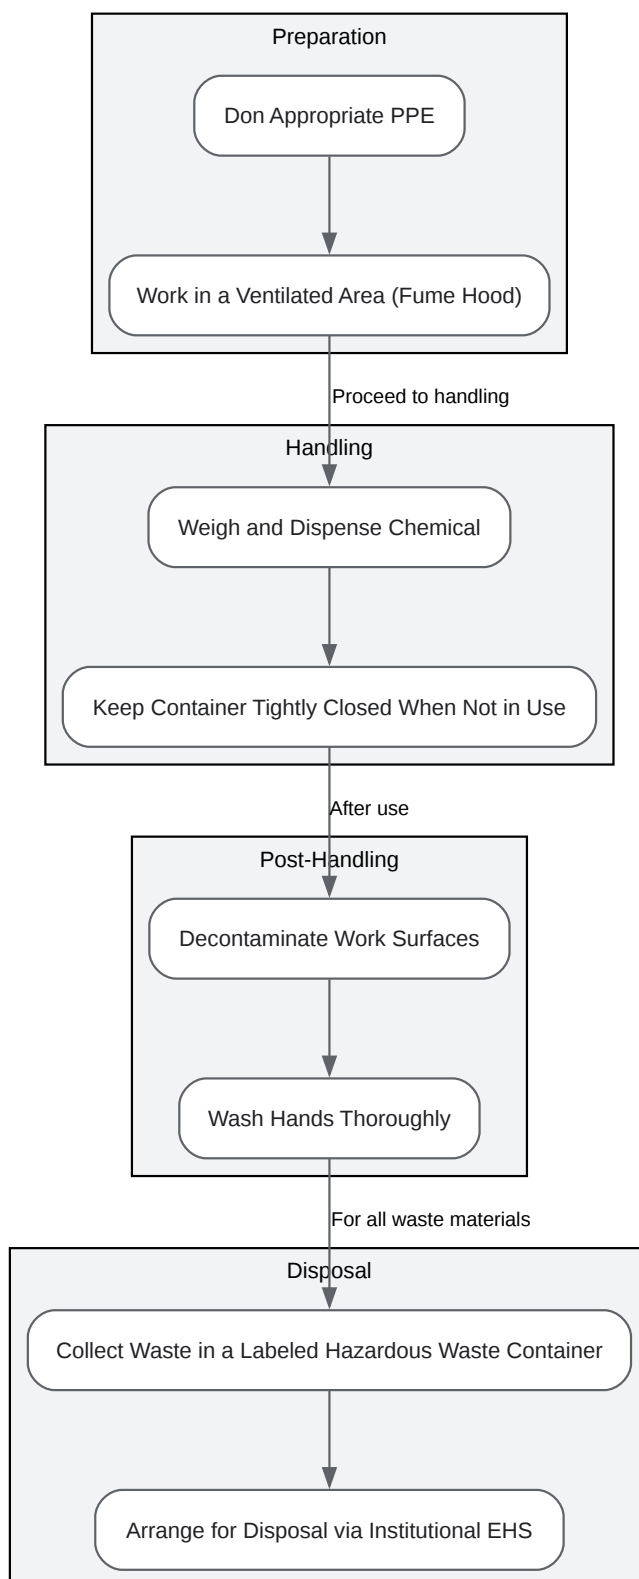 Preparation
Don Appropriate PPE
Work in a Ventilated Area (Fume Hood)
Proceed to handling
Handling
Weigh and Dispense Chemical
Keep Container Tightly Closed When Not in Use
After use
Post-Handling
Decontaminate Work Surfaces
Wash Hands Thoroughly
For all waste materials
Disposal
Collect Waste in a Labeled Hazardous Waste Container
Arrange for Disposal via Institutional EHS